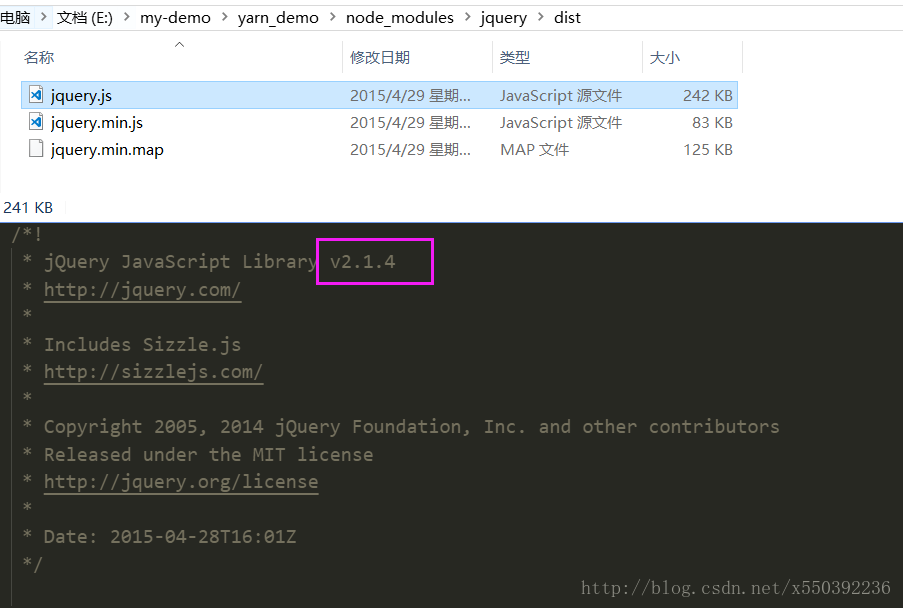 电脑 > 文档 (E:) > my-demo > yarn_demo > node_modules > jquery > dist
名称 修改日期 类型 大小
jquery.js 2015/4/29 星期... JavaScript 源文件 242 KB
jquery.min.js 2015/4/29 星期... JavaScript 源文件 83 KB
jquery.min.map 2015/4/29 星期... MAP 文件 125 KB
241 KB
/*!
* jQuery JavaScript Library v2.1.4
* http://jquery.com/
*
* Includes Sizzle.js
* http://sizzlejs.com/
*
* Copyright 2005, 2014 jQuery Foundation, Inc. and other contributors
* Released under the MIT license
* http://jquery.org/license
*
* Date: 2015-04-28T16:01Z
*/
http://blog.csdn.net/x550392236